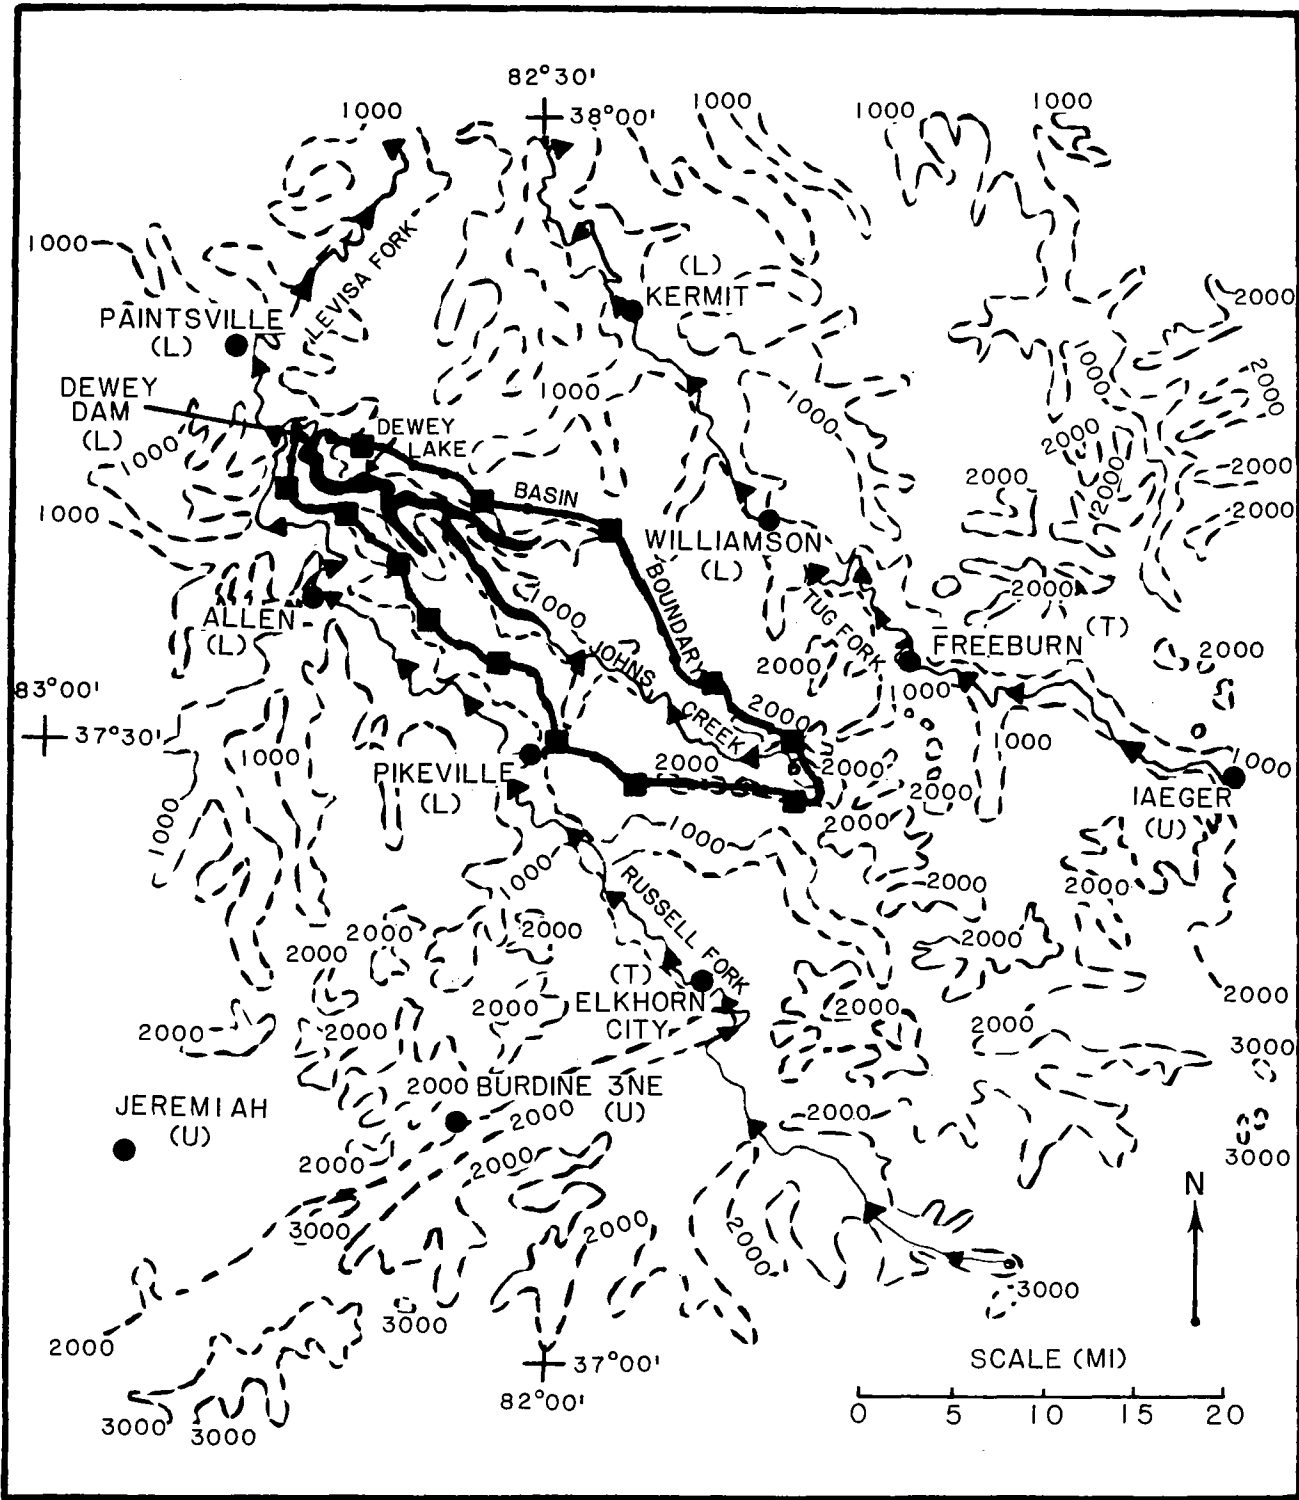 82°30'
38°00'
1000
1000
1000
1000
1000
(L)
KERMIT
2000
LEVISA FORK
PAINTSVILLE
(L)
DEWEY
DAM
(L)
DEWEY
LAKE
1000
1000
1000
2000
2000
1000
2000
2000
2000
2000
1000
BASIN
WILLIAMSON
(L)
BOUNDARY
TUG FORK
2000
(T)
FREEBURN
ALLEN
(L)
1000
JOHNS
CREEK
2000
2000
1000
2000
83°00'
37°30'
1000
1000
1000
PIKEVILLE
(L)
2000
2000
2000
1000
IAEGER
(U)
1000
2000
1000
RUSSELL FORK
2000
2000
2000
2000
2000
2000
(T)
ELKHORN
CITY
2000
2000
2000
2000
2000
2000
3000
2000
BURDINE 3NE
(U)
2000
2000
JEREMIAH
(U)
2000
2000
3000
3000
2000
2000
N
3000
3000
2000
37°00'
82°00'
3000
3000
SCALE (MI)
0 5 10 15 20